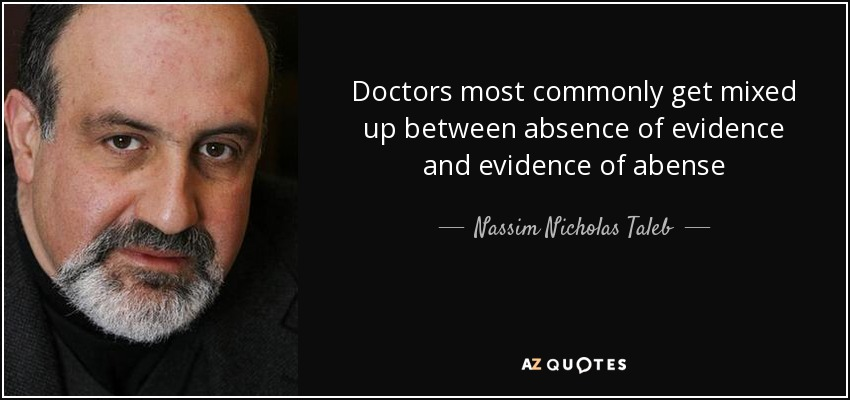 Doctors most commonly get mixed
up between absence of evidence
and evidence of abense
— Nassim Nicholas Taleb —
AZ QUOTES